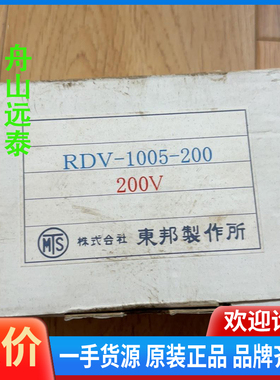 舟山远泰
RDV-1005-200
200V
MTS 株式会社 東邦製作所
价 欢迎
一手货源 原装正品 品牌齐